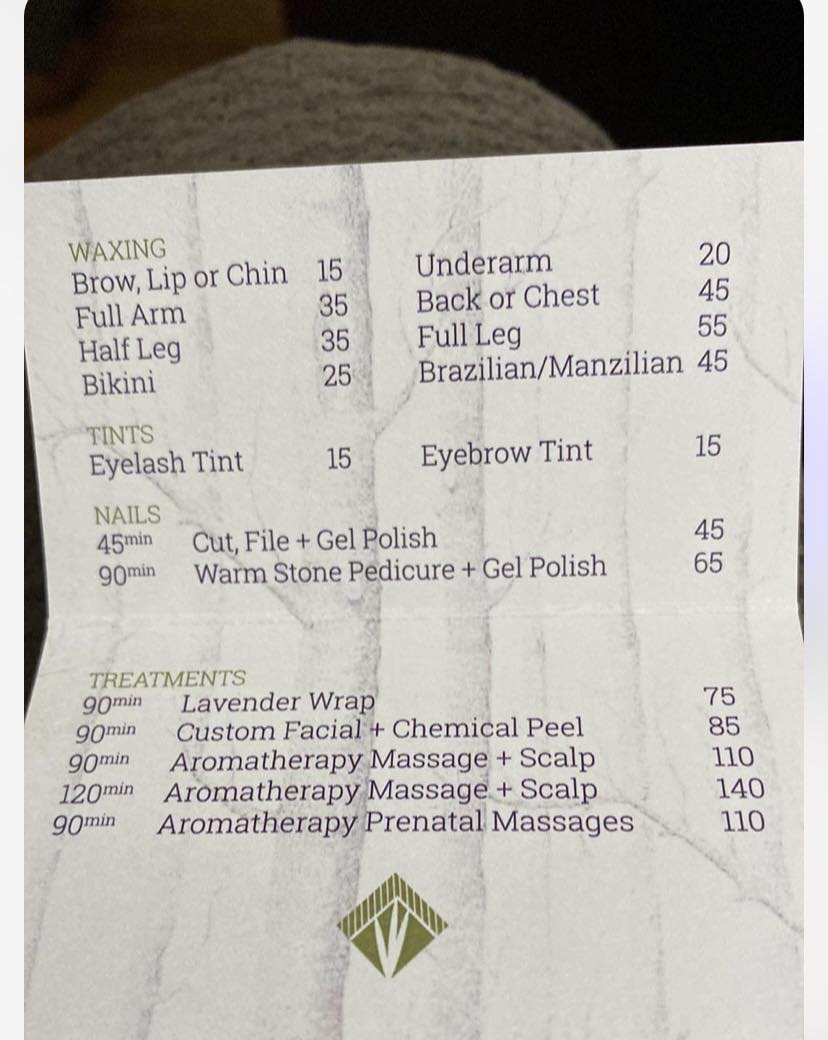 WAXING
Brow, Lip or Chin 15
Full Arm 35
Half Leg 35
Bikini 25
Underarm 20
Back or Chest 45
Full Leg 55
Brazilian/Manzilian 45
TINTS
Eyelash Tint 15
Eyebrow Tint 15
NAILS
45min Cut, File + Gel Polish 45
90min Warm Stone Pedicure + Gel Polish 65
TREATMENTS
90min Lavender Wrap 75
90min Custom Facial + Chemical Peel 85
90min Aromatherapy Massage + Scalp 110
120min Aromatherapy Massage + Scalp 140
90min Aromatherapy Prenatal Massages 110